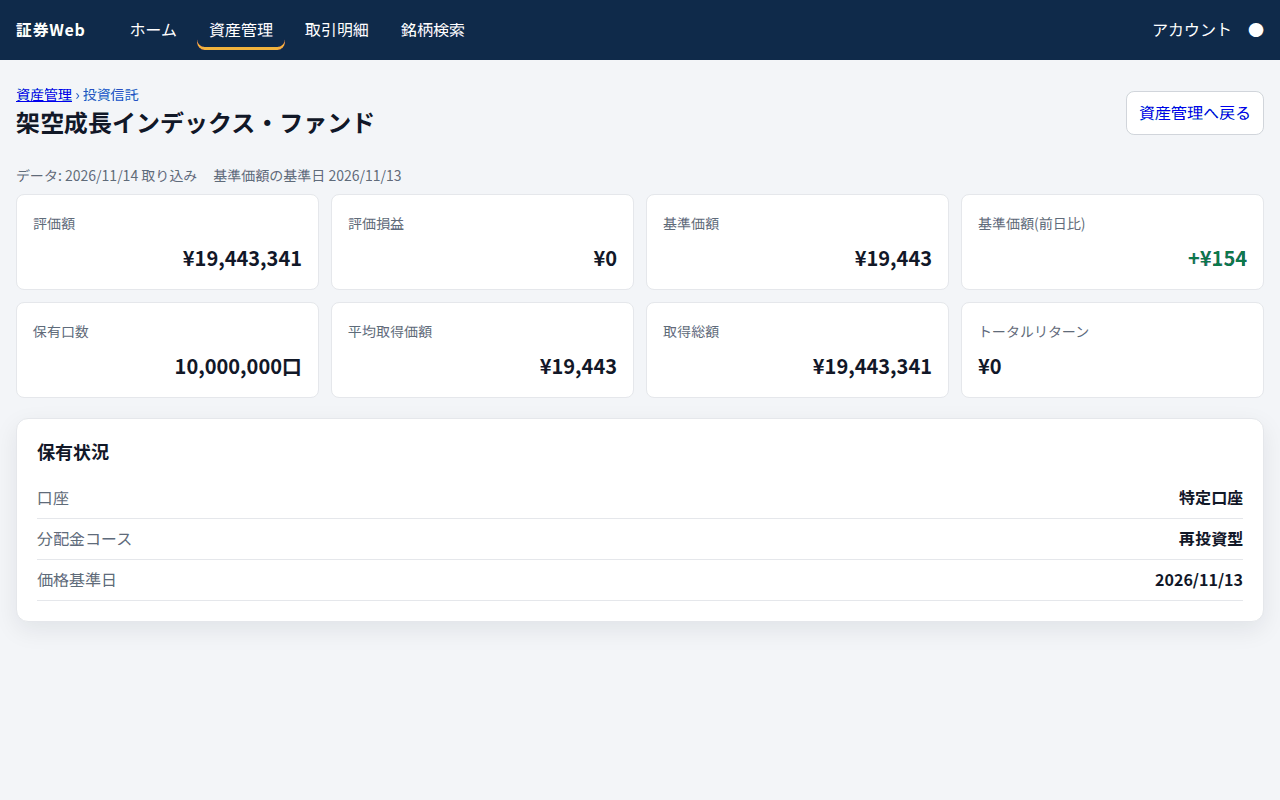 証券Web ホーム 資産管理 取引明細 銘柄検索 アカウント
資産管理 › 投資信託
架空成長インデックス・ファンド
資産管理へ戻る
データ: 2026/11/14 取り込み 基準価額の基準日 2026/11/13
評価額
¥19,443,341
評価損益
¥0
基準価額
¥19,443
基準価額(前日比)
+¥154
保有口数
10,000,000口
平均取得価額
¥19,443
取得総額
¥19,443,341
トータルリターン
¥0
保有状況
口座 特定口座
分配金コース 再投資型
価格基準日 2026/11/13